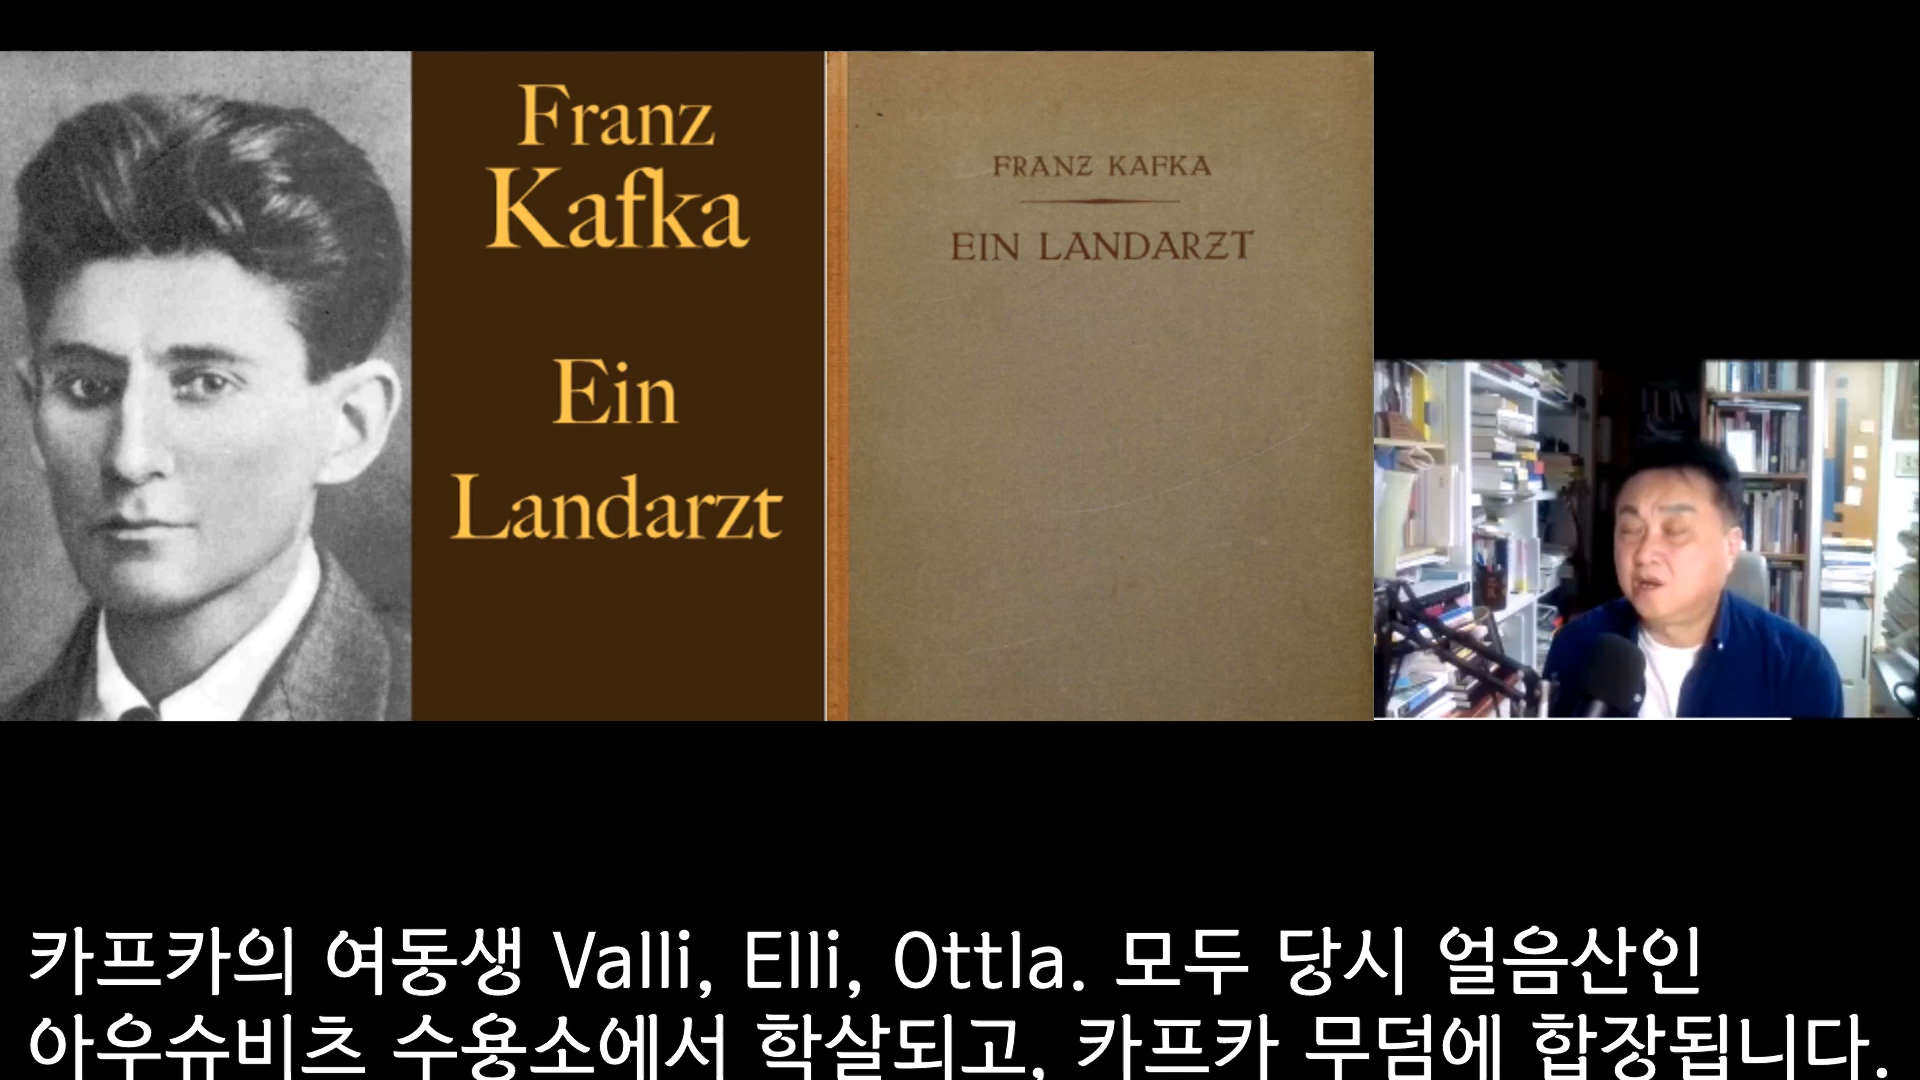 Franz
Kafka
Ein
Landarzt
FRANZ KAFKA
EIN LANDARZT
카프카의 여동생 Valli, Elli, Ottla. 모두 당시 얼음산인
아우슈비츠 수용소에서 학살되고, 카프카 무덤에 합장됩니다.